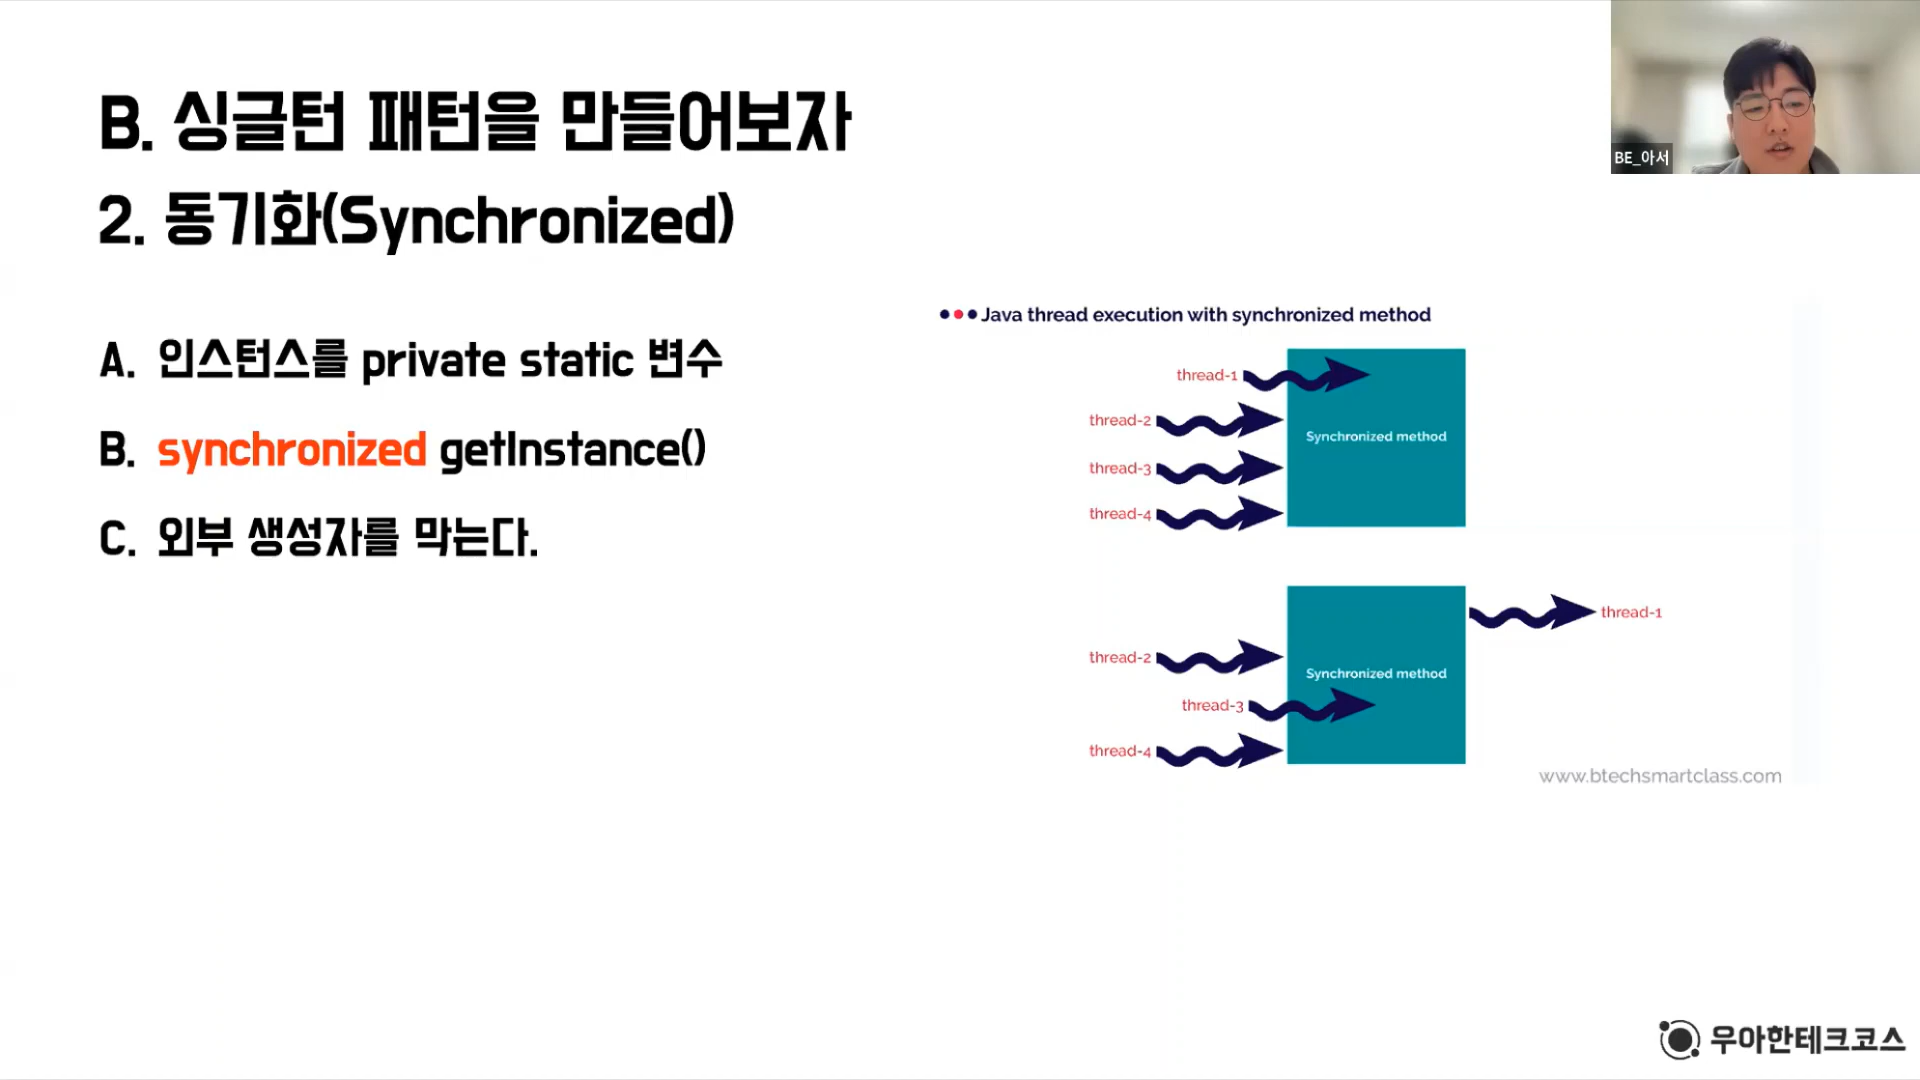 B. 싱글턴 패턴을 만들어보자
2. 동기화(Synchronized)
A. 인스턴스를 private static 변수
B. synchronized getInstance()
C. 외부 생성자를 막는다.
BE_아서
Java thread execution with synchronized method
thread-1
thread-2
thread-3
thread-4
Synchronized method
thread-1
thread-2
thread-3
thread-4
Synchronized method
www.btechsmartclass.com
우아한테크코스